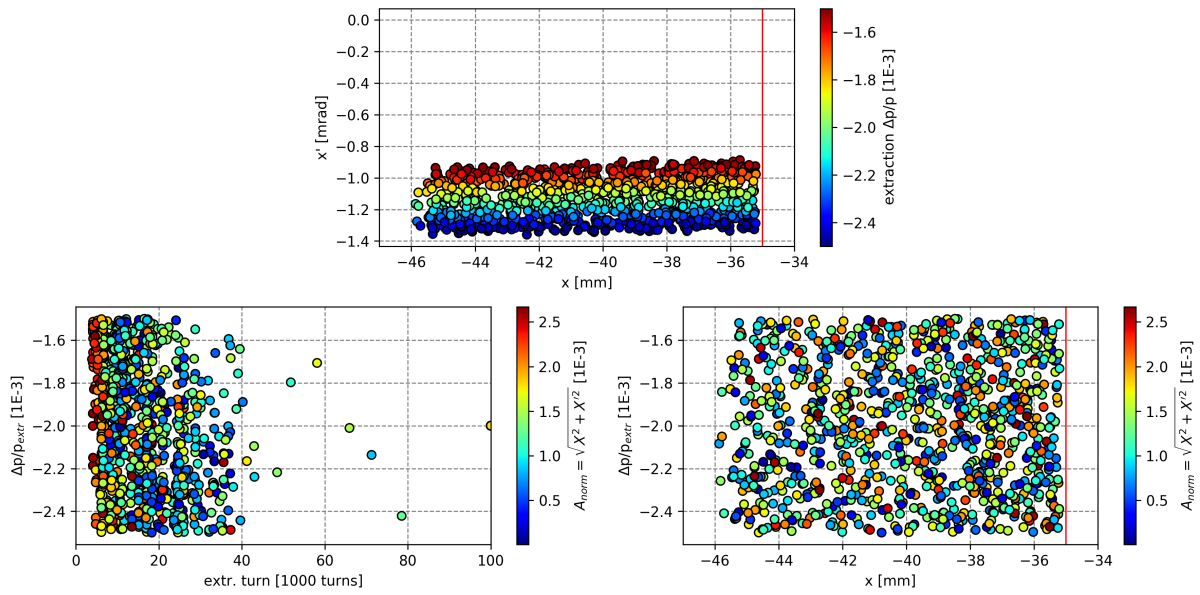 0.0
−0.2
−0.4
−0.6
−0.8
−1.0
−1.2
−1.4
x' [mrad]
−46 −44 −42 −40 −38 −36 −34
x [mm]
−1.6
−1.8
−2.0
−2.2
−2.4
extraction Δp/p [1E-3]
−1.6
−1.8
−2.0
−2.2
−2.4
Δp/p_extr [1E-3]
0 20 40 60 80 100
extr. turn [1000 turns]
2.5
2.0
1.5
1.0
0.5
A_norm = √X² + X'² [1E-3]
−1.6
−1.8
−2.0
−2.2
−2.4
Δp/p_extr [1E-3]
−46 −44 −42 −40 −38 −36 −34
x [mm]
2.5
2.0
1.5
1.0
0.5
A_norm = √X² + X'² [1E-3]